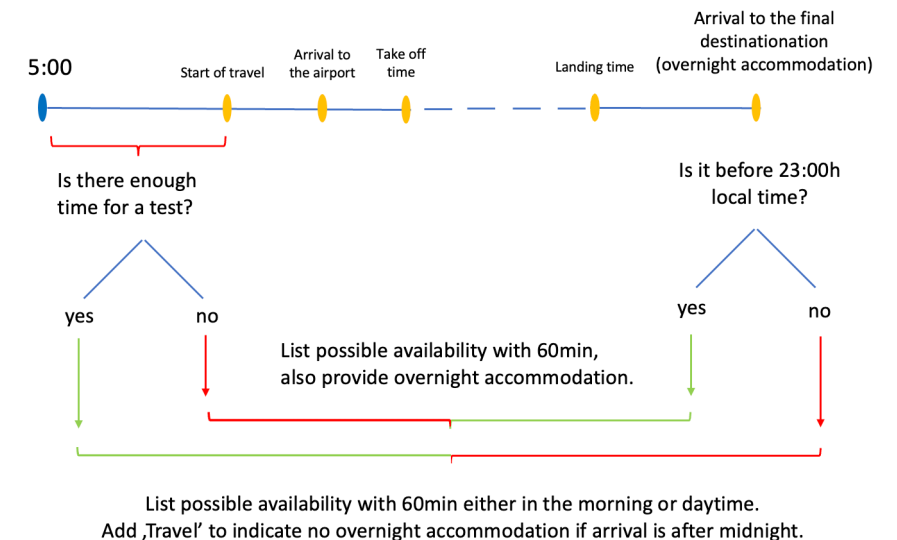 Arrival to the final
destinationation
(overnight accommodation)
5:00
Start of travel
Arrival to
the airport
Take off
time
Landing time
Is there enough
time for a test?
Is it before 23:00h
local time?
yes
no
yes
no
List possible availability with 60min,
also provide overnight accommodation.
List possible availability with 60min either in the morning or daytime.
Add ‚Travel’ to indicate no overnight accommodation if arrival is after midnight.